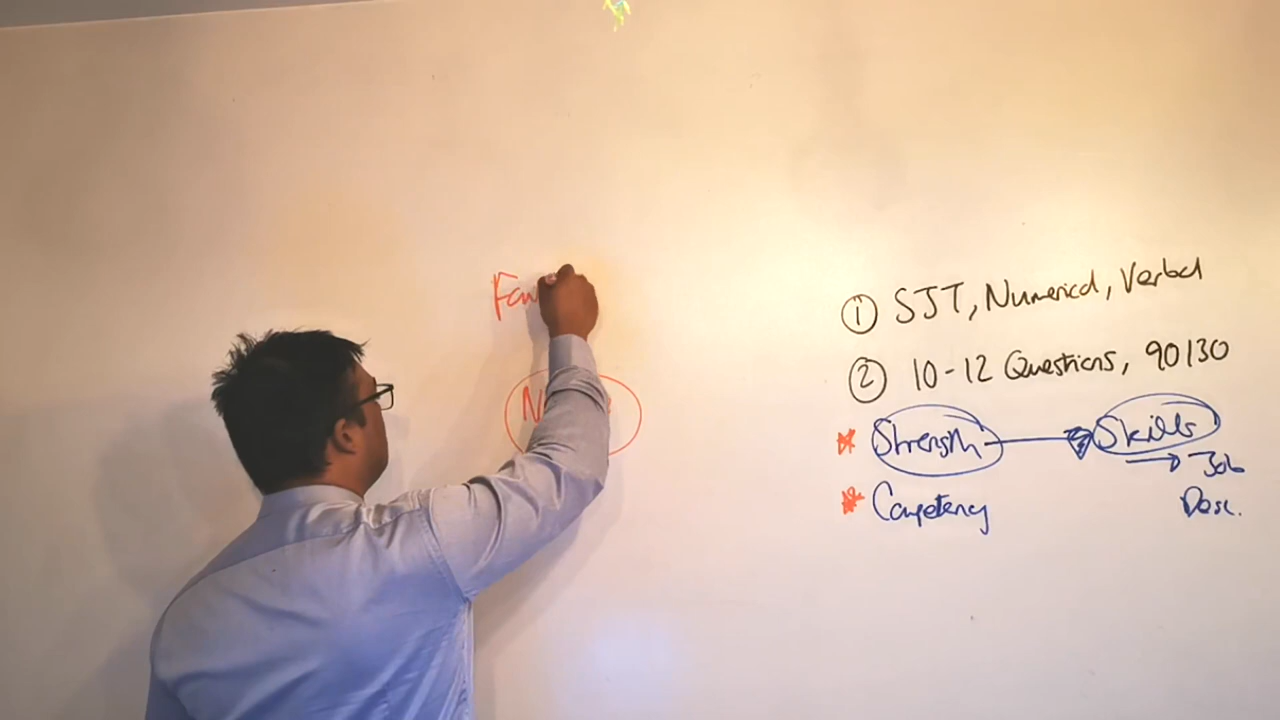 ① SJT, Numerical, Verbal
② 10-12 Questions, 90/30
* Strength → Skills
→ Job
* Competency
Desc.